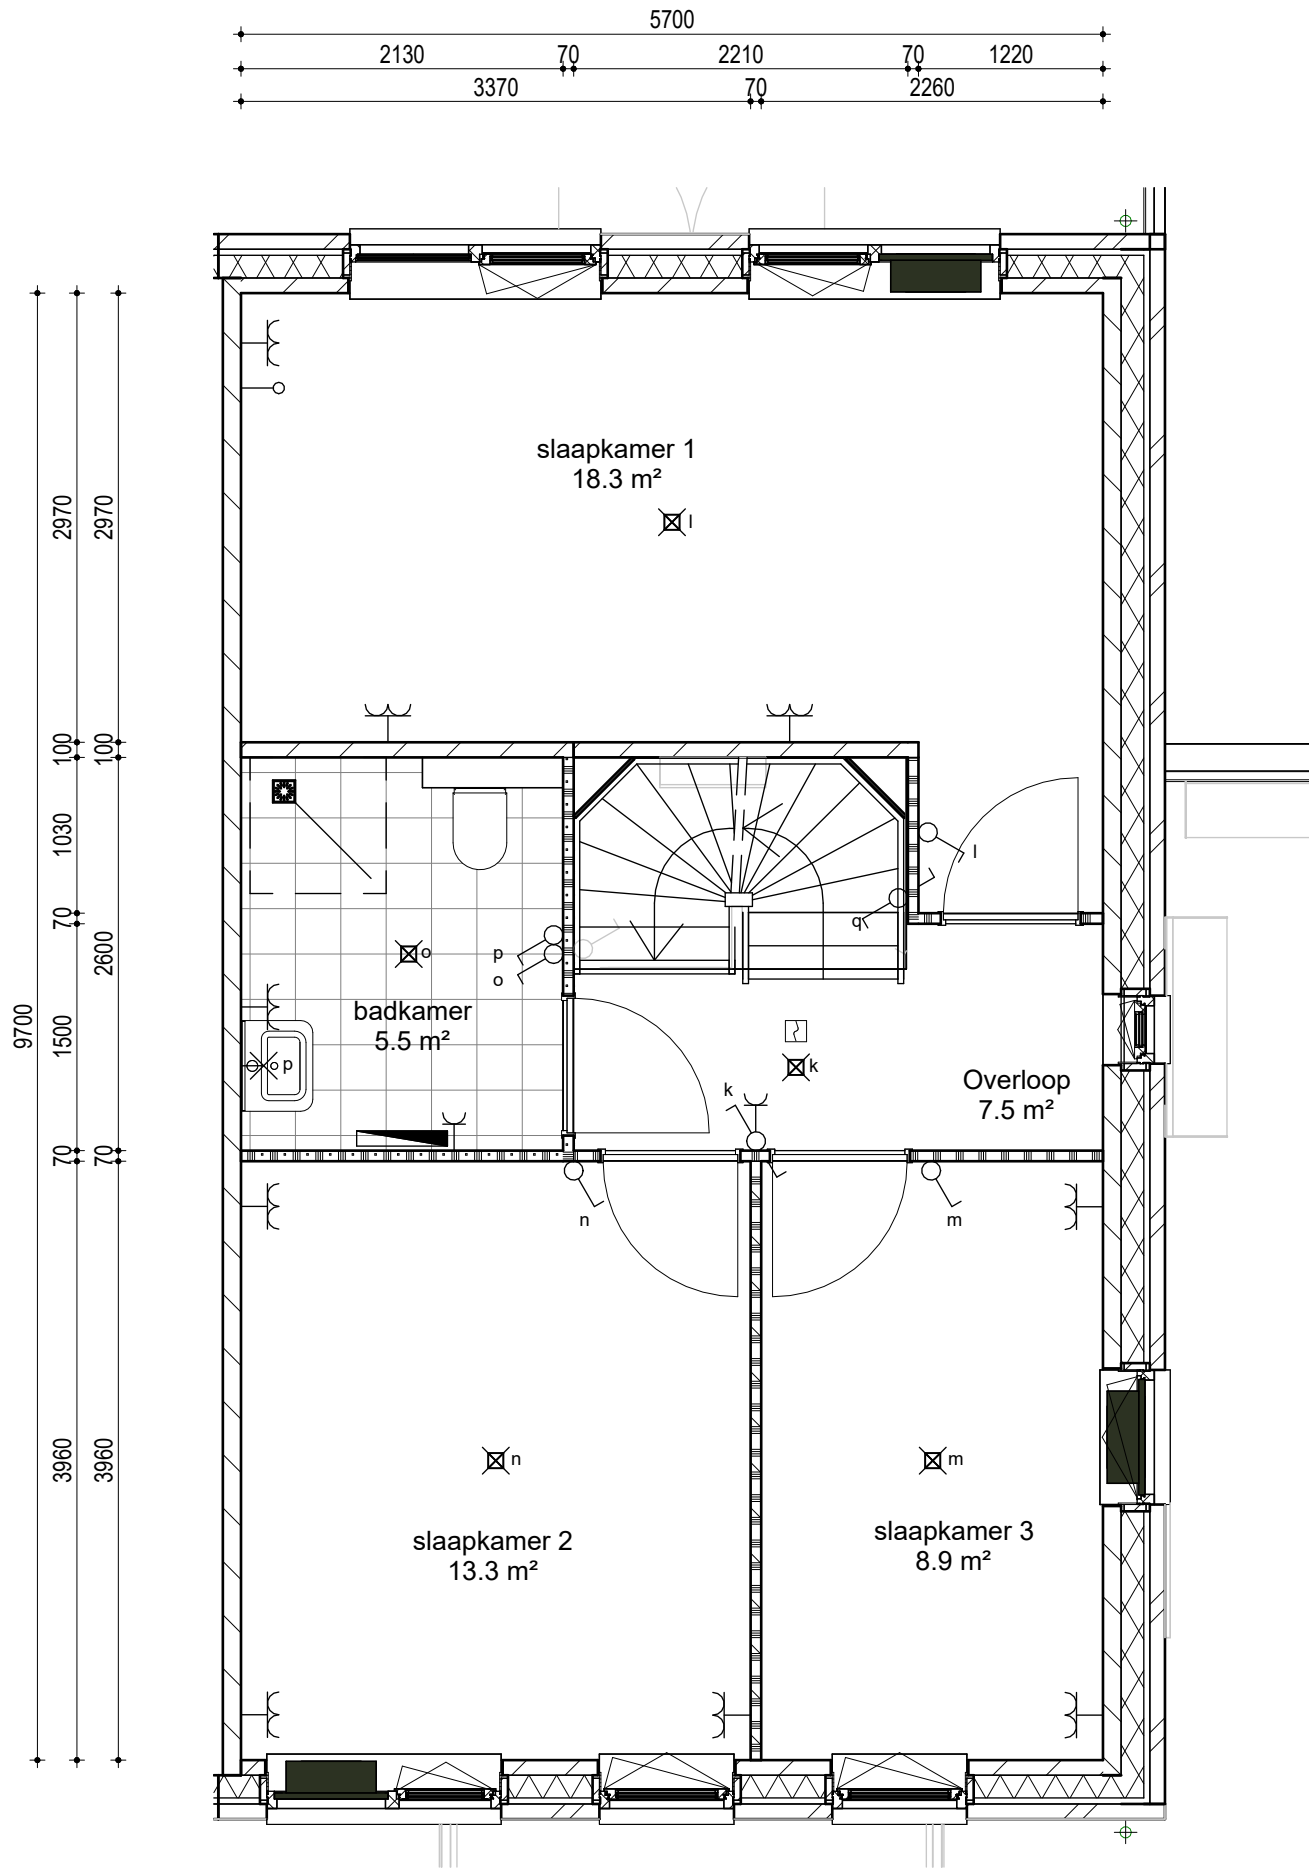 5700
2130 70 2210 70 1220
3370 70 2260
slaapkamer 1
18.3 m²
l
2970 2970
100 100
1030
l
q
70
2600
p
o
o
9700
badkamer
5.5 m²
1500
p
k
k
Overloop
7.5 m²
70 70
n
m
3960 3960
n
m
slaapkamer 2
13.3 m²
slaapkamer 3
8.9 m²